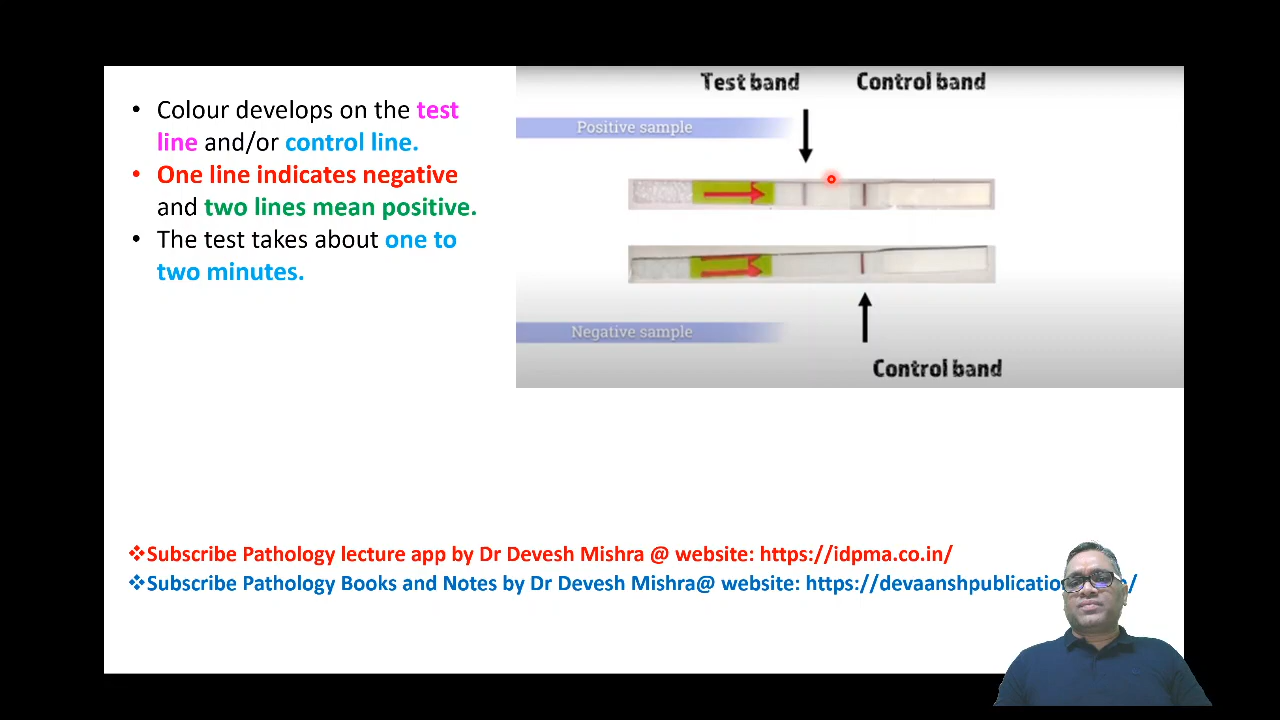 • Colour develops on the test
line and/or control line.
• One line indicates negative
and two lines mean positive.
• The test takes about one to
two minutes.
Test band
Control band
Positive sample
Negative sample
Control band
❖Subscribe Pathology lecture app by Dr Devesh Mishra @ website: https://idpma.co.in/
❖Subscribe Pathology Books and Notes by Dr Devesh Mishra@ website: